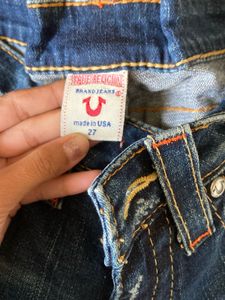 TRUE RELIGION
BRAND JEANS
made in USA
27